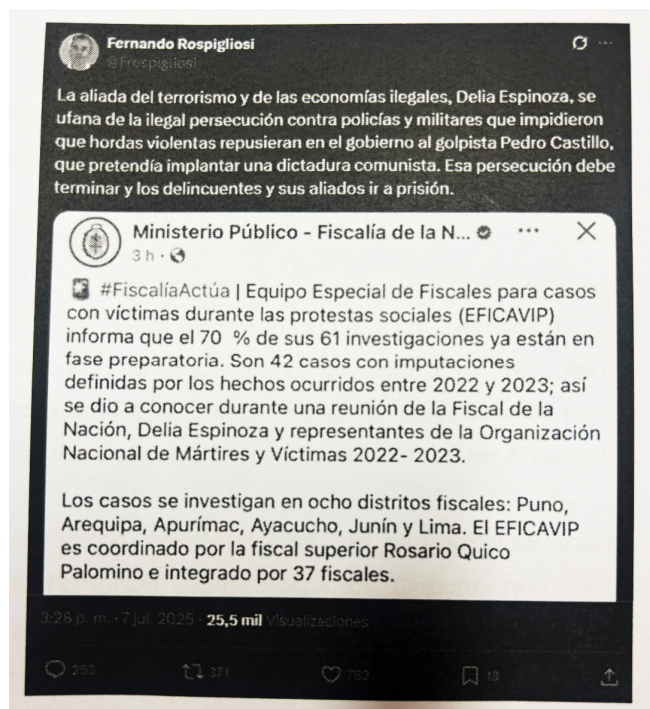 Fernando Rospigliosi
@Frospigliosi
La aliada del terrorismo y de las economías ilegales, Delia Espinoza, se
ufana de la ilegal persecución contra policías y militares que impidieron
que hordas violentas repusieran en el gobierno al golpista Pedro Castillo,
que pretendía implantar una dictadura comunista. Esa persecución debe
terminar y los delincuentes y sus aliados ir a prisión.
Ministerio Público - Fiscalía de la N...
3 h ·
#FiscalíaActúa | Equipo Especial de Fiscales para casos
con víctimas durante las protestas sociales (EFICAVIP)
informa que el 70 % de sus 61 investigaciones ya están en
fase preparatoria. Son 42 casos con imputaciones
definidas por los hechos ocurridos entre 2022 y 2023; así
se dio a conocer durante una reunión de la Fiscal de la
Nación, Delia Espinoza y representantes de la Organización
Nacional de Mártires y Víctimas 2022- 2023.
Los casos se investigan en ocho distritos fiscales: Puno,
Arequipa, Apurímac, Ayacucho, Junín y Lima. El EFICAVIP
es coordinado por la fiscal superior Rosario Quico
Palomino e integrado por 37 fiscales.
3:28 p. m. · 7 jul. 2025 · 25,5 mil Visualizaciones
253 371 782 13